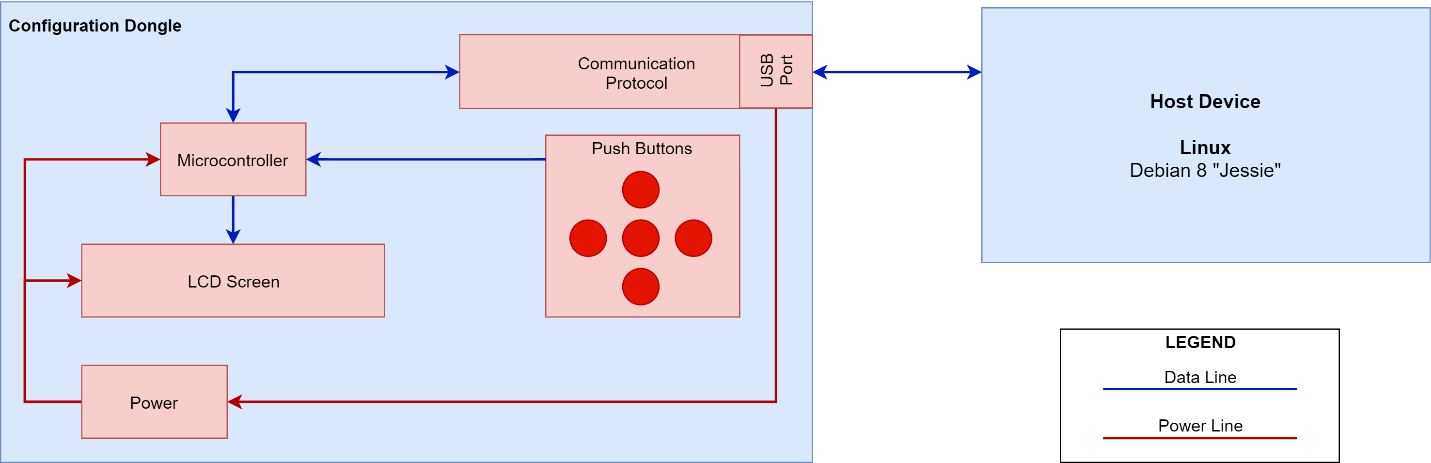 Configuration Dongle
Communication
Protocol
USB
Port
Microcontroller
Push Buttons
LCD Screen
Power
Host Device
Linux
Debian 8 "Jessie"
LEGEND
Data Line
Power Line